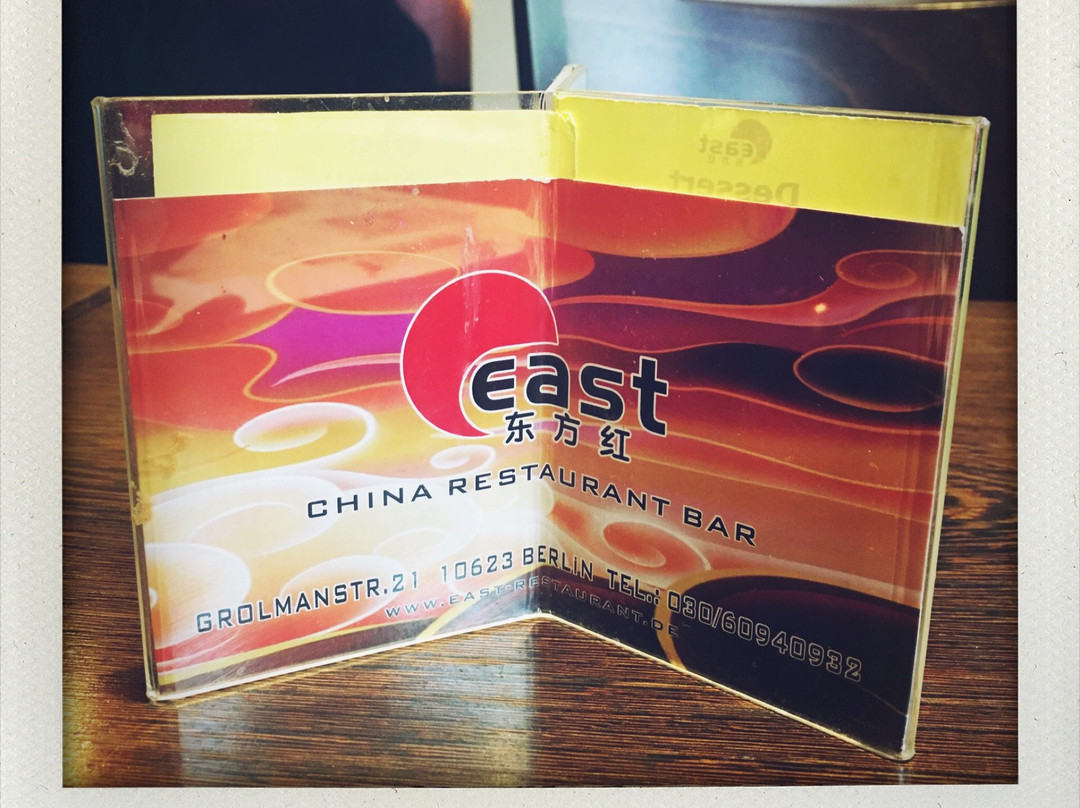 east
Dessert
east
东方红
CHINA RESTAURANT BAR
GROLMANSTR.21 10623 BERLiN TEL.: 030/60940932
WWW.EAST-RESTAURANT.DE